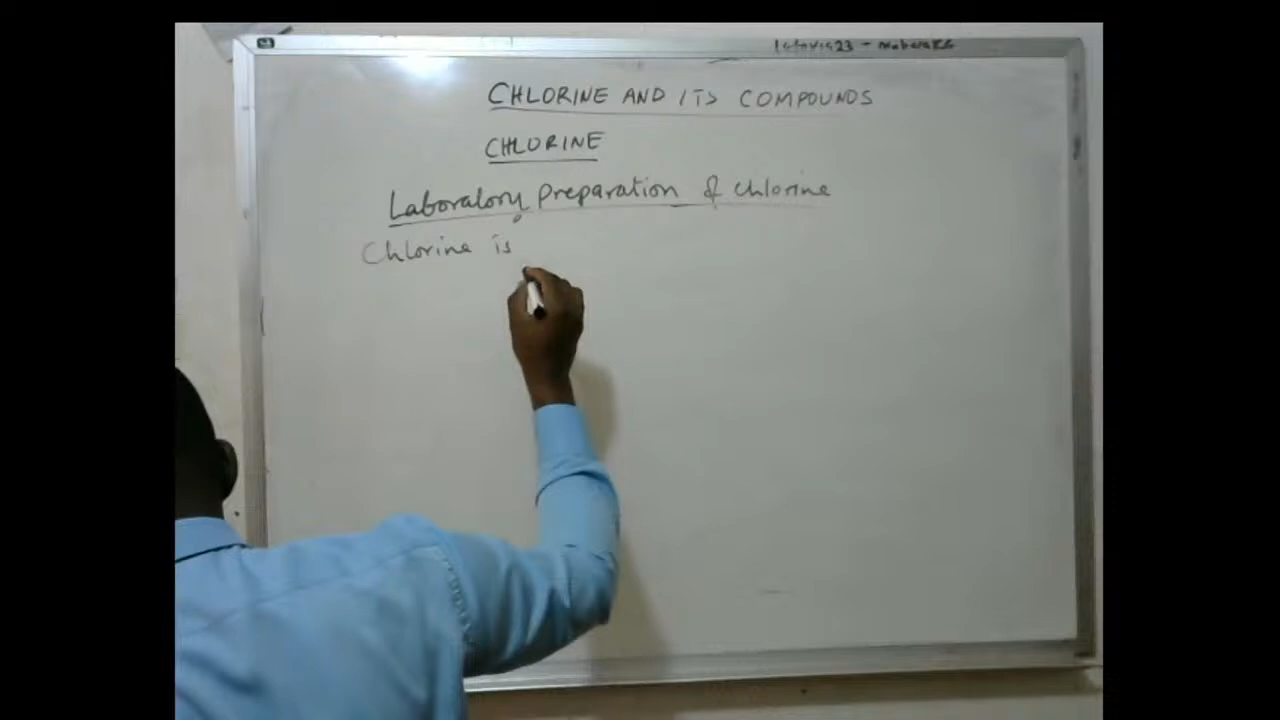 CHLORINE AND ITS COMPOUNDS
CHLORINE
Laboratory preparation of chlorine
Chlorine is